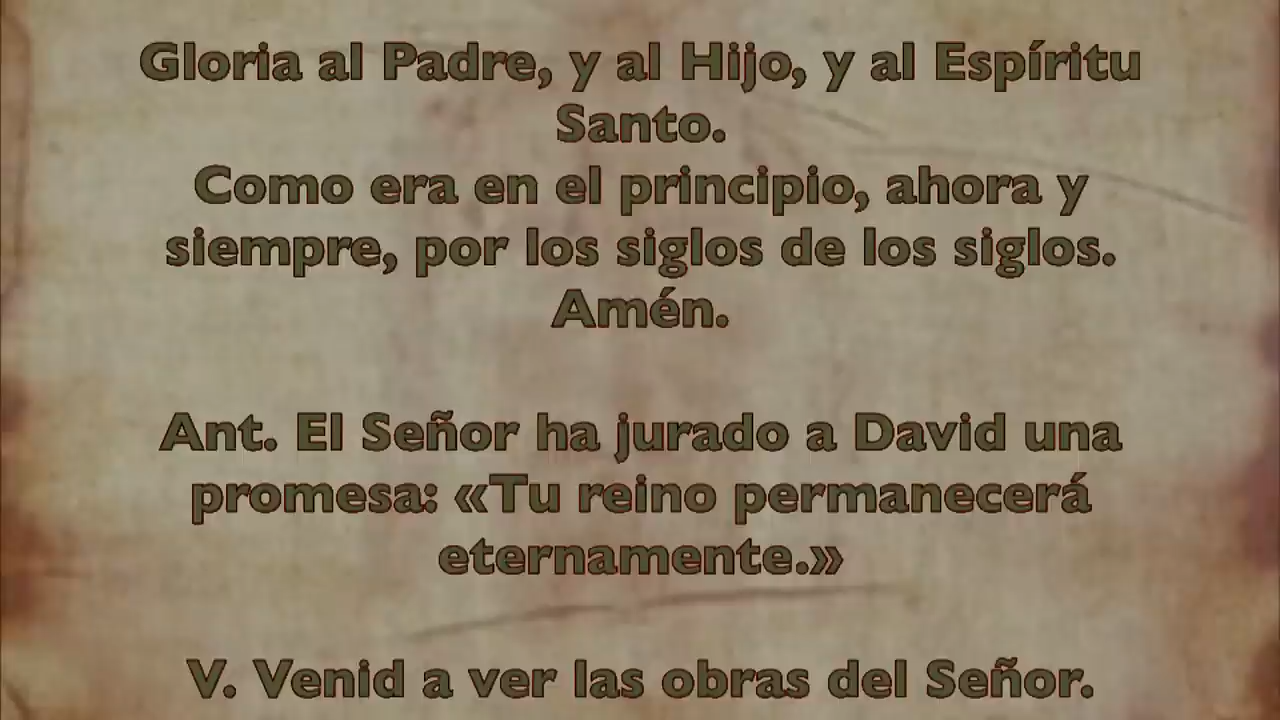 Gloria al Padre, y al Hijo, y al Espíritu
Santo.
Como era en el principio, ahora y
siempre, por los siglos de los siglos.
Amén.
Ant. El Señor ha jurado a David una
promesa: «Tu reino permanecerá
eternamente.»
V. Venid a ver las obras del Señor.